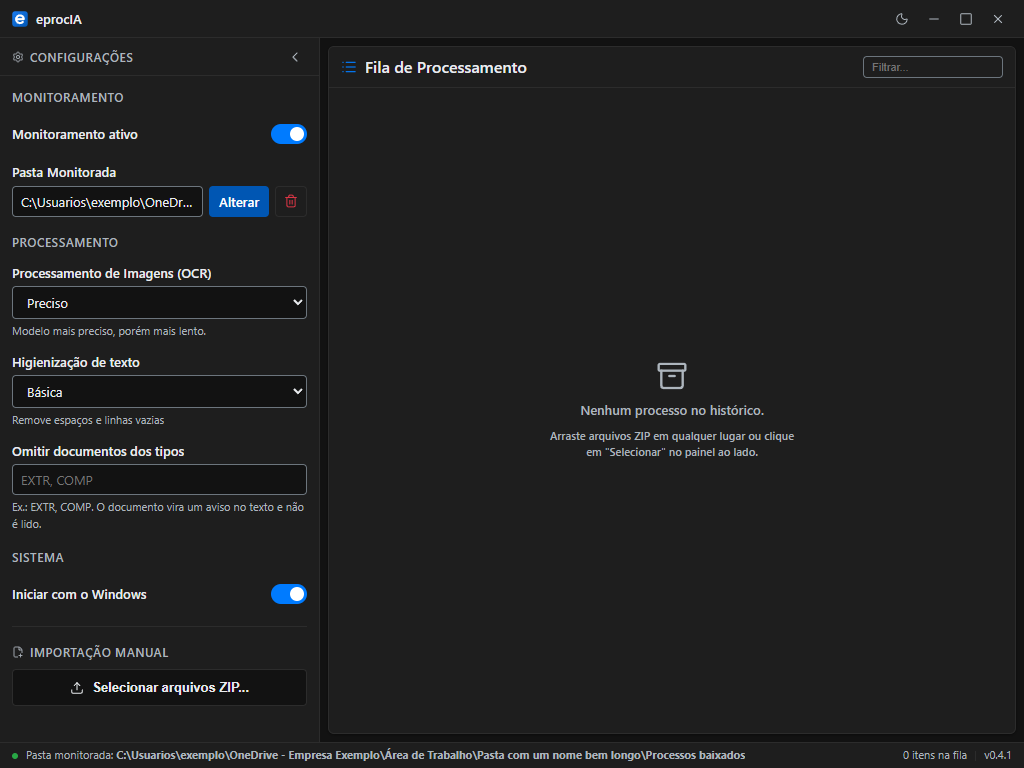 eprocIA
CONFIGURAÇÕES
MONITORAMENTO
Monitoramento ativo
Pasta Monitorada
C:\Usuarios\exemplo\OneDr...
Alterar
PROCESSAMENTO
Processamento de Imagens (OCR)
Preciso
Modelo mais preciso, porém mais lento.
Higienização de texto
Básica
Remove espaços e linhas vazias
Omitir documentos dos tipos
EXTR, COMP
Ex.: EXTR, COMP. O documento vira um aviso no texto e não
é lido.
SISTEMA
Iniciar com o Windows
IMPORTAÇÃO MANUAL
Selecionar arquivos ZIP...
Fila de Processamento
Filtrar...
Nenhum processo no histórico.
Arraste arquivos ZIP em qualquer lugar ou clique
em "Selecionar" no painel ao lado.
Pasta monitorada: C:\Usuarios\exemplo\OneDrive - Empresa Exemplo\Área de Trabalho\Pasta com um nome bem longo\Processos baixados
0 itens na fila
v0.4.1